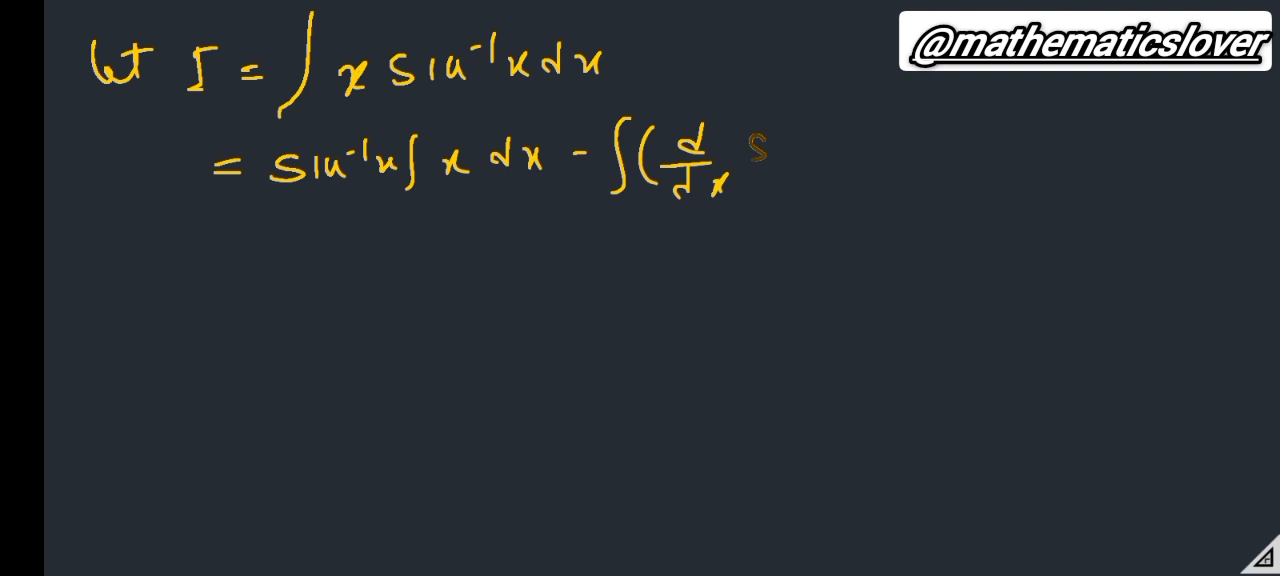 @mathematicslover
let I = ∫ x sin⁻¹x dx
= sin⁻¹x ∫ x dx - ∫ ( d/dx s